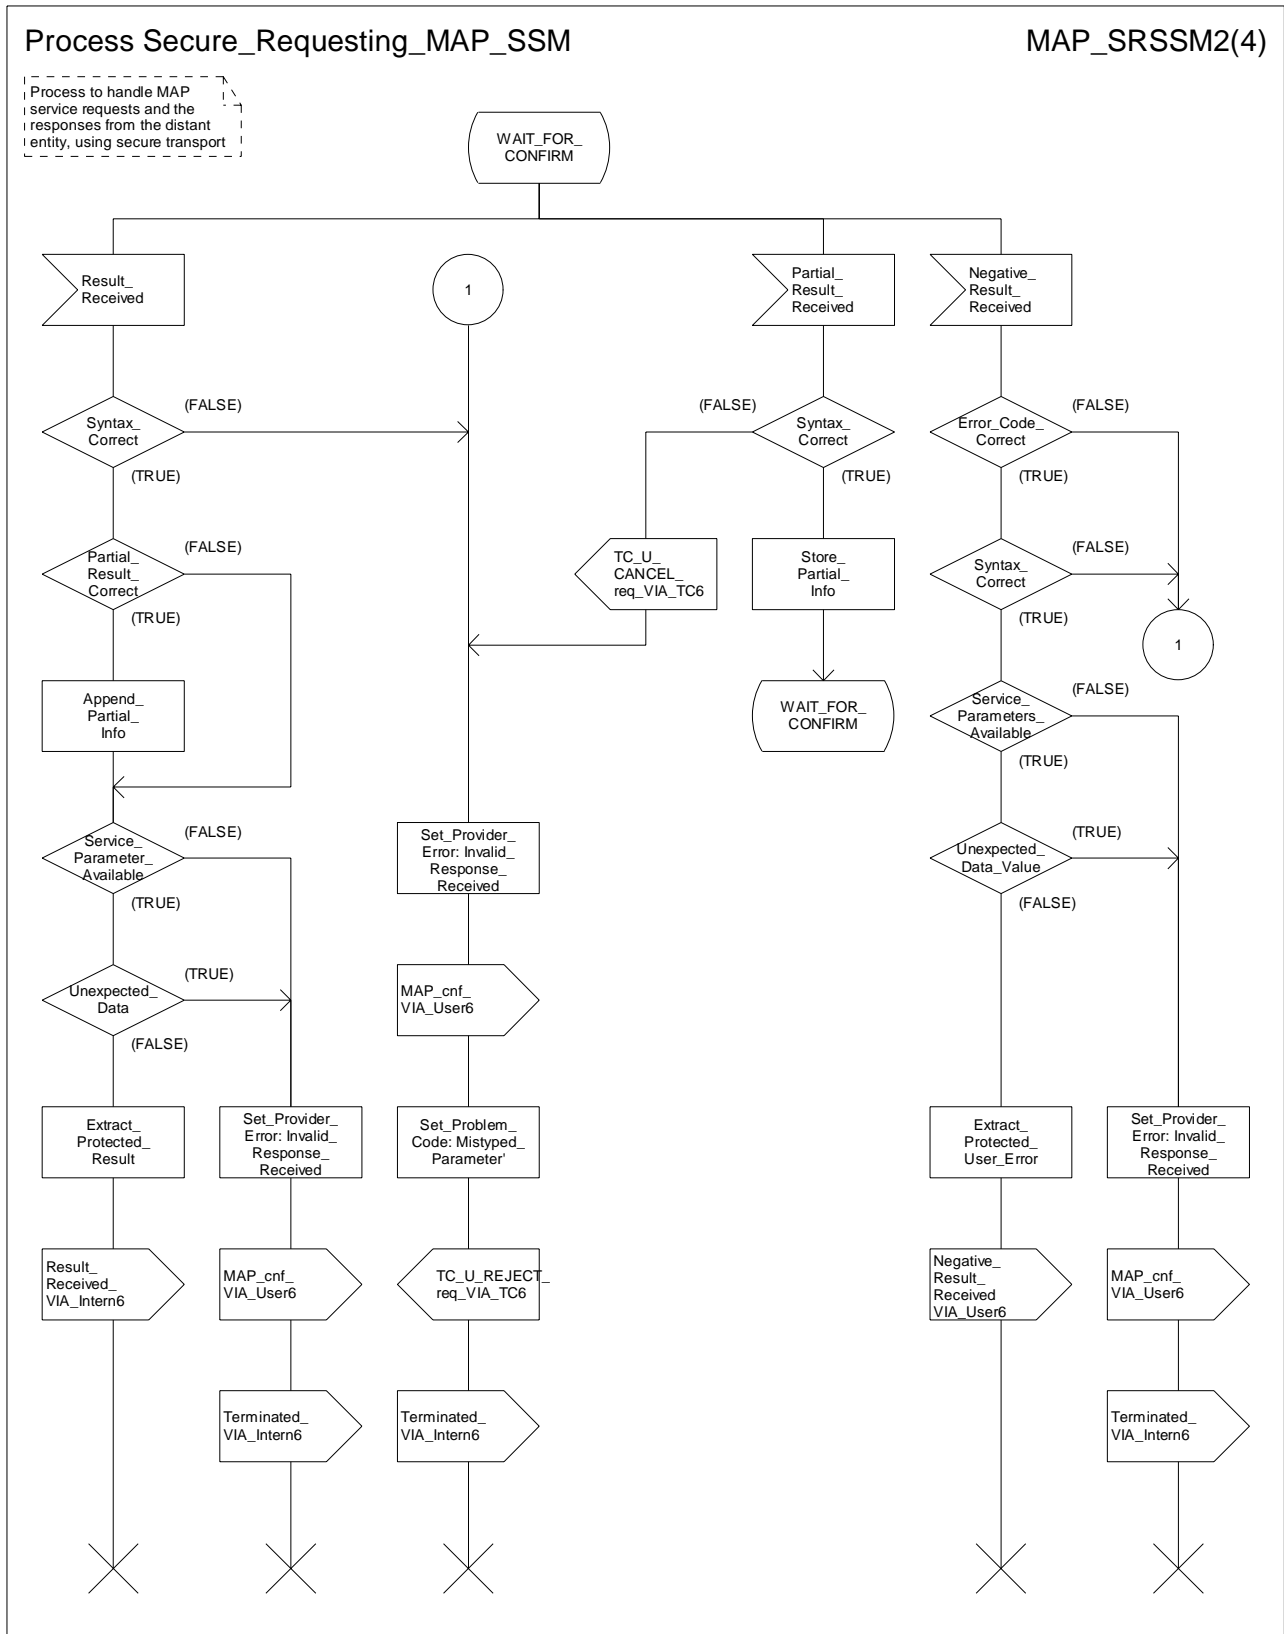 Process Secure_Requesting_MAP_SSM
MAP_SRSSM2(4)
Process to handle MAP
service requests and the
responses from the distant
entity, using secure transport
WAIT_FOR_
CONFIRM
Result_
Received
1
Partial_
Result_
Received
Negative_
Result_
Received
Syntax_
Correct
(FALSE)
(TRUE)
(FALSE)
Syntax_
Correct
(TRUE)
Error_Code_
Correct
(FALSE)
(TRUE)
Partial_
Result_
Correct
(FALSE)
(TRUE)
TC_U_
CANCEL_
req_VIA_TC6
Store_
Partial_
Info
Syntax_
Correct
(FALSE)
(TRUE)
1
Append_
Partial_
Info
WAIT_FOR_
CONFIRM
Service_
Parameters_
Available
(FALSE)
(TRUE)
Service_
Parameter_
Available
(FALSE)
(TRUE)
Set_Provider_
Error: Invalid_
Response_
Received
Unexpected_
Data_Value
(TRUE)
(FALSE)
Unexpected_
Data
(TRUE)
(FALSE)
MAP_cnf_
VIA_User6
Extract_
Protected_
Result
Set_Provider_
Error: Invalid_
Response_
Received
Set_Problem_
Code: Mistyped_
Parameter'
Extract_
Protected_
User_Error
Set_Provider_
Error: Invalid_
Response_
Received
Result_
Received_
VIA_Intern6
MAP_cnf_
VIA_User6
TC_U_REJECT_
req_VIA_TC6
Negative_
Result_
Received
VIA_User6
MAP_cnf_
VIA_User6
Terminated_
VIA_Intern6
Terminated_
VIA_Intern6
Terminated_
VIA_Intern6